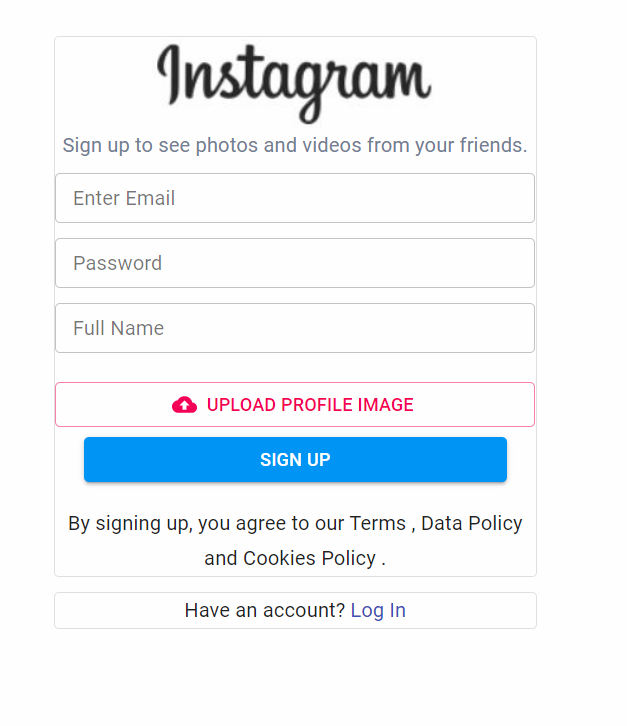 Instagram
Sign up to see photos and videos from your friends.
Enter Email
Password
Full Name
UPLOAD PROFILE IMAGE
SIGN UP
By signing up, you agree to our Terms , Data Policy
and Cookies Policy .
Have an account? Log In